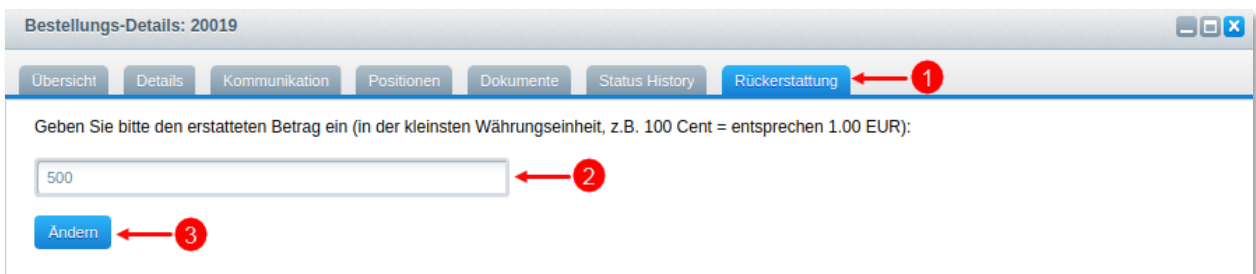 Bestellungs-Details: 20019
Übersicht Details Kommunikation Positionen Dokumente Status History Rückerstattung 1
Geben Sie bitte den erstatteten Betrag ein (in der kleinsten Währungseinheit, z.B. 100 Cent = entsprechen 1.00 EUR):
500 2
Ändern 3